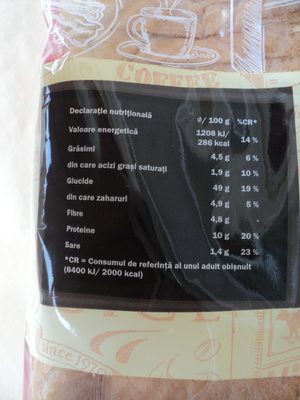 COFFEE
Declarație nutrițională ø/ 100 g %CR*
Valoare energetică 1208 kJ/ 286 kcal 14 %
Grăsimi 4,5 g 6 %
din care acizi grași saturați 1,9 g 10 %
Glucide 49 g 19 %
din care zaharuri 4,9 g 5 %
Fibre 4,8 g -
Proteine 10 g 20 %
Sare 1,4 g 23 %
*CR = Consumul de referință al unui adult obișnuit
(8400 kJ/ 2000 kcal)
since 197